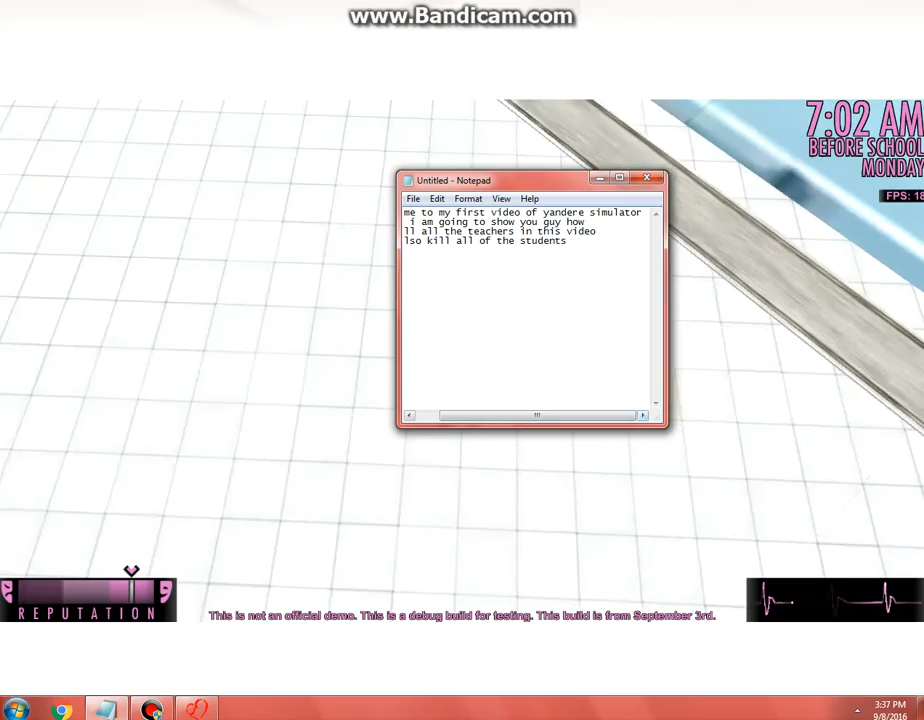 www.Bandicam.com
7:02 AM
BEFORE SCHOOL
MONDAY
FPS: 18
Untitled - Notepad
File Edit Format View Help
me to my first video of yandere simulator
i am going to show you guy how
ll all the teachers in this video
lso kill all of the students
REPUTATION
This is not an official demo. This is a debug build for testing. This build is from September 3rd.
3:37 PM
9/8/2016